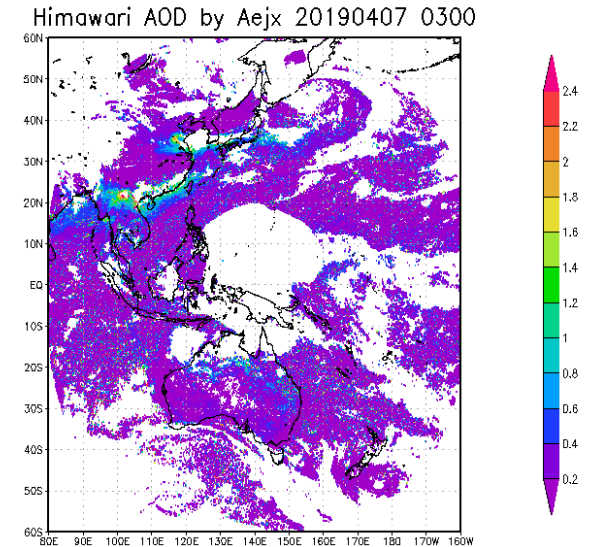 Himawari AOD by Aejx 20190407 0300
60N
50N
40N
30N
20N
10N
EQ
10S
20S
30S
40S
50S
60S
80E 90E 100E 110E 120E 130E 140E 150E 160E 170E 180 170W 160W
2.4
2.2
2
1.8
1.6
1.4
1.2
1
0.8
0.6
0.4
0.2